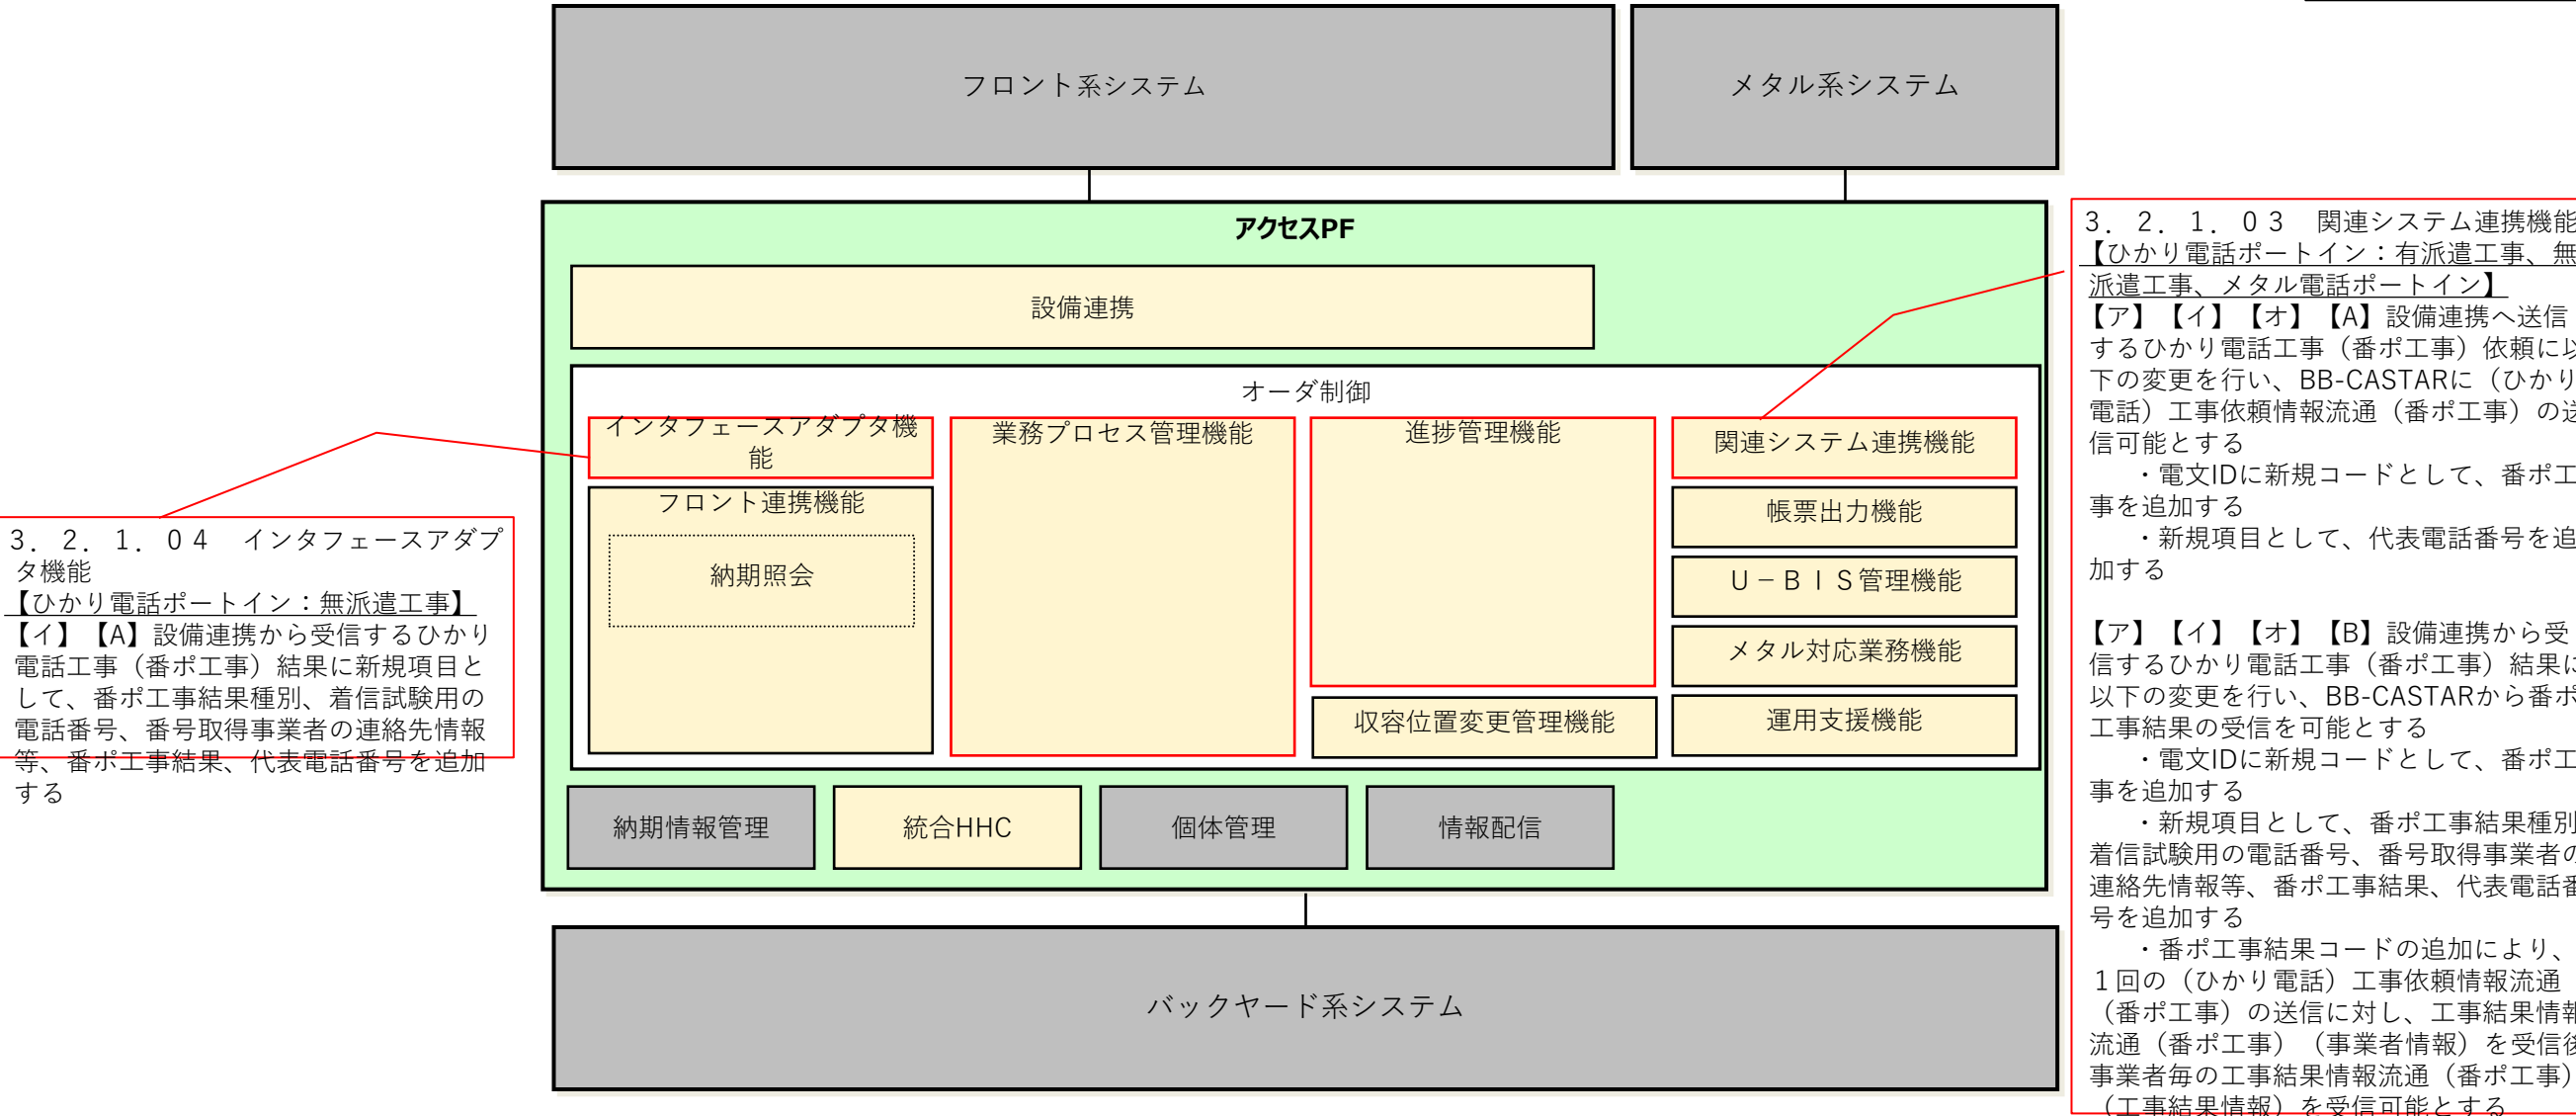 フロント系システム
メタル系システム
アクセスPF
設備連携
オーダ制御
インタフェースアダプタ機
能
業務プロセス管理機能
進捗管理機能
関連システム連携機能
フロント連携機能
納期照会
帳票出力機能
U－ＢＩＳ管理機能
メタル対応業務機能
収容位置変更管理機能
運用支援機能
納期情報管理
統合HHC
個体管理
情報配信
バックヤード系システム
３．２．１．０４　インタフェースアダプ
タ機能
【ひかり電話ポートイン：無派遣工事】
【イ】【A】設備連携から受信するひかり
電話工事（番ポ工事）結果に新規項目と
して、番ポ工事結果種別、着信試験用の
電話番号、番号取得事業者の連絡先情報
等、番ポ工事結果、代表電話番号を追加
する
３．２．１．０３　関連システム連携機能
【ひかり電話ポートイン：有派遣工事、無
派遣工事、メタル電話ポートイン】
【ア】【イ】【オ】【A】設備連携へ送信
するひかり電話工事（番ポ工事）依頼に以
下の変更を行い、BB-CASTARに（ひかり
電話）工事依頼情報流通（番ポ工事）の送
信可能とする
・電文IDに新規コードとして、番ポ工
事を追加する
・新規項目として、代表電話番号を追
加する
【ア】【イ】【オ】【B】設備連携から受
信するひかり電話工事（番ポ工事）結果に
以下の変更を行い、BB-CASTARから番ポ
工事結果の受信を可能とする
・電文IDに新規コードとして、番ポ工
事を追加する
・新規項目として、番ポ工事結果種別
着信試験用の電話番号、番号取得事業者の
連絡先情報等、番ポ工事結果、代表電話番
号を追加する
・番ポ工事結果コードの追加により、
１回の（ひかり電話）工事依頼情報流通
（番ポ工事）の送信に対し、工事結果情報
流通（番ポ工事）（事業者情報）を受信後
事業者毎の工事結果情報流通（番ポ工事）
（工事結果情報）を受信可能とする